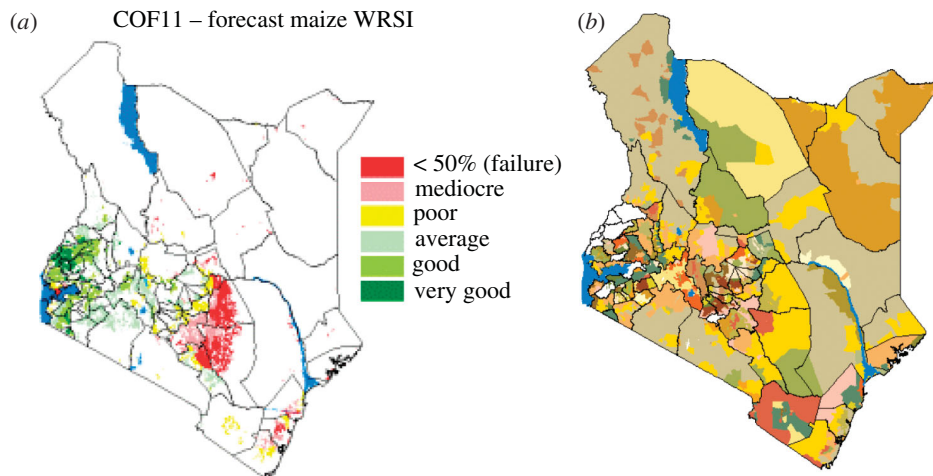 (a)
COF11 – forecast maize WRSI
(b)
< 50% (failure)
mediocre
poor
average
good
very good